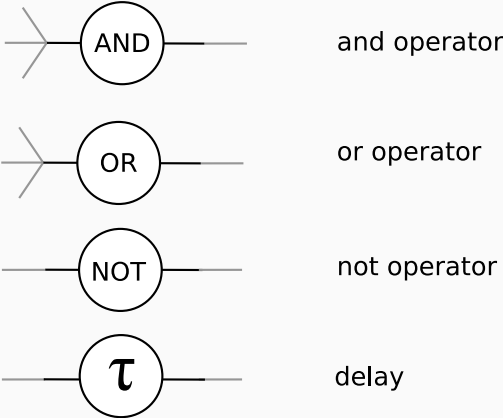 AND and operator
OR or operator
NOT not operator
τ delay